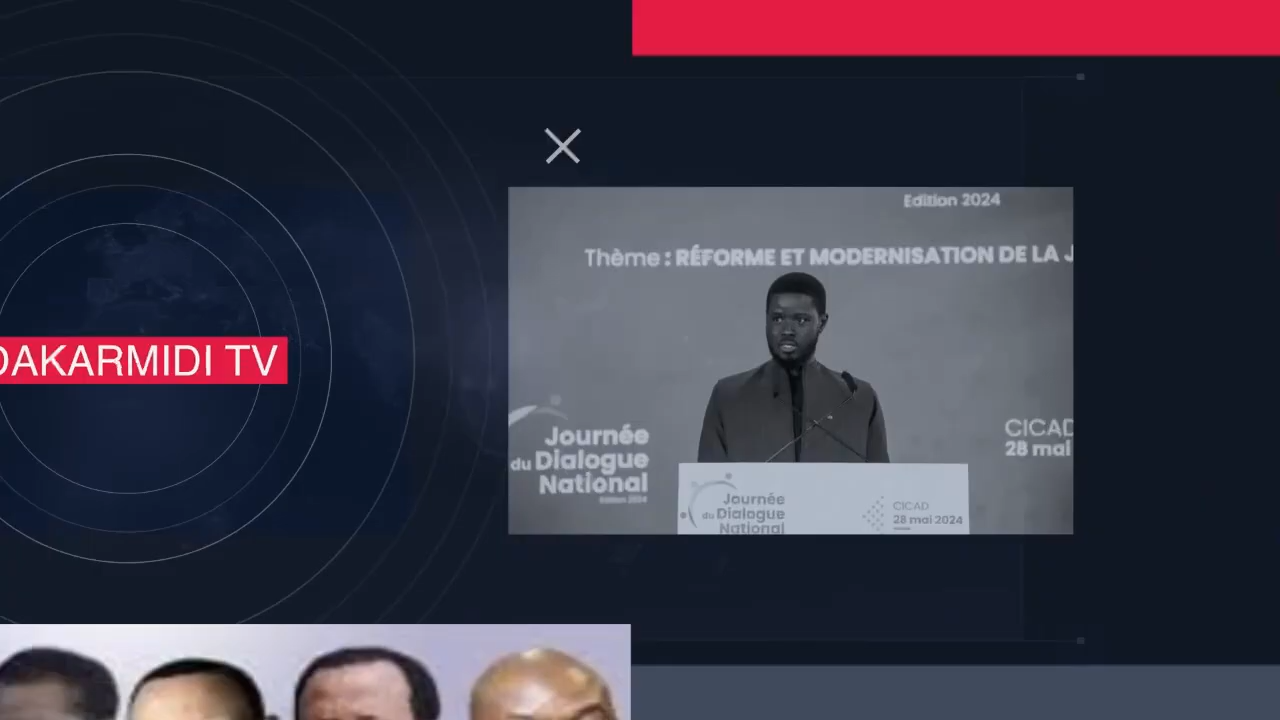 Edition 2024
Thème : RÉFORME ET MODERNISATION DE LA J
DAKARMIDI TV
CICAD
28 mai
Journée
du Dialogue
National
Edition 2024
Journée
du Dialogue
National
CICAD
28 mai 2024